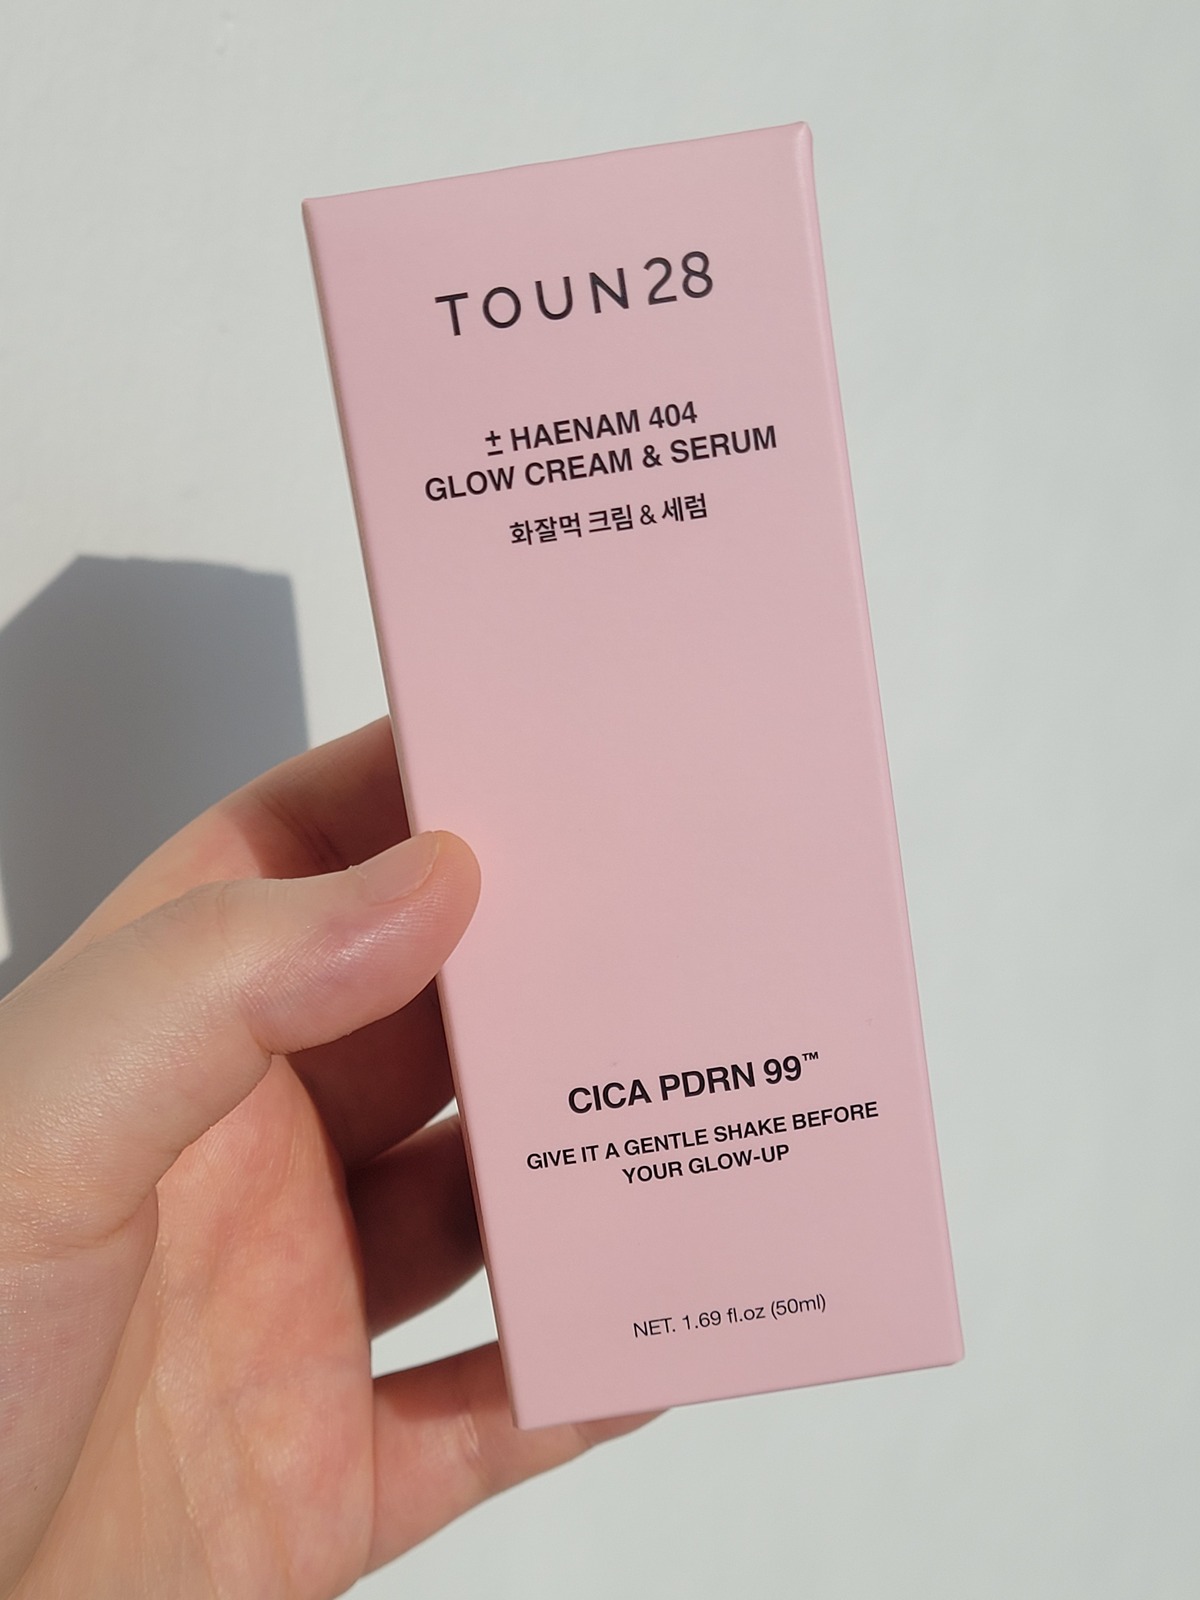 TOUN28
± HAENAM 404
GLOW CREAM & SERUM
화잘먹 크림 & 세럼
CICA PDRN 99™
GIVE IT A GENTLE SHAKE BEFORE
YOUR GLOW-UP
NET. 1.69 fl.oz (50ml)